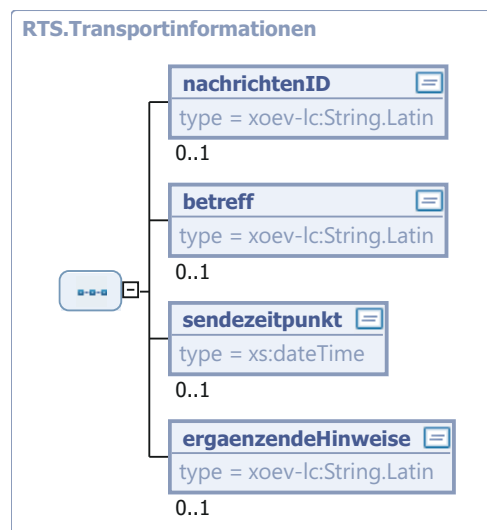 RTS.Transportinformationen
nachrichtenID
type = xoev-lc:String.Latin
0..1
betreff
type = xoev-lc:String.Latin
0..1
sendezeitpunkt
type = xs:dateTime
0..1
ergaenzendeHinweise
type = xoev-lc:String.Latin
0..1